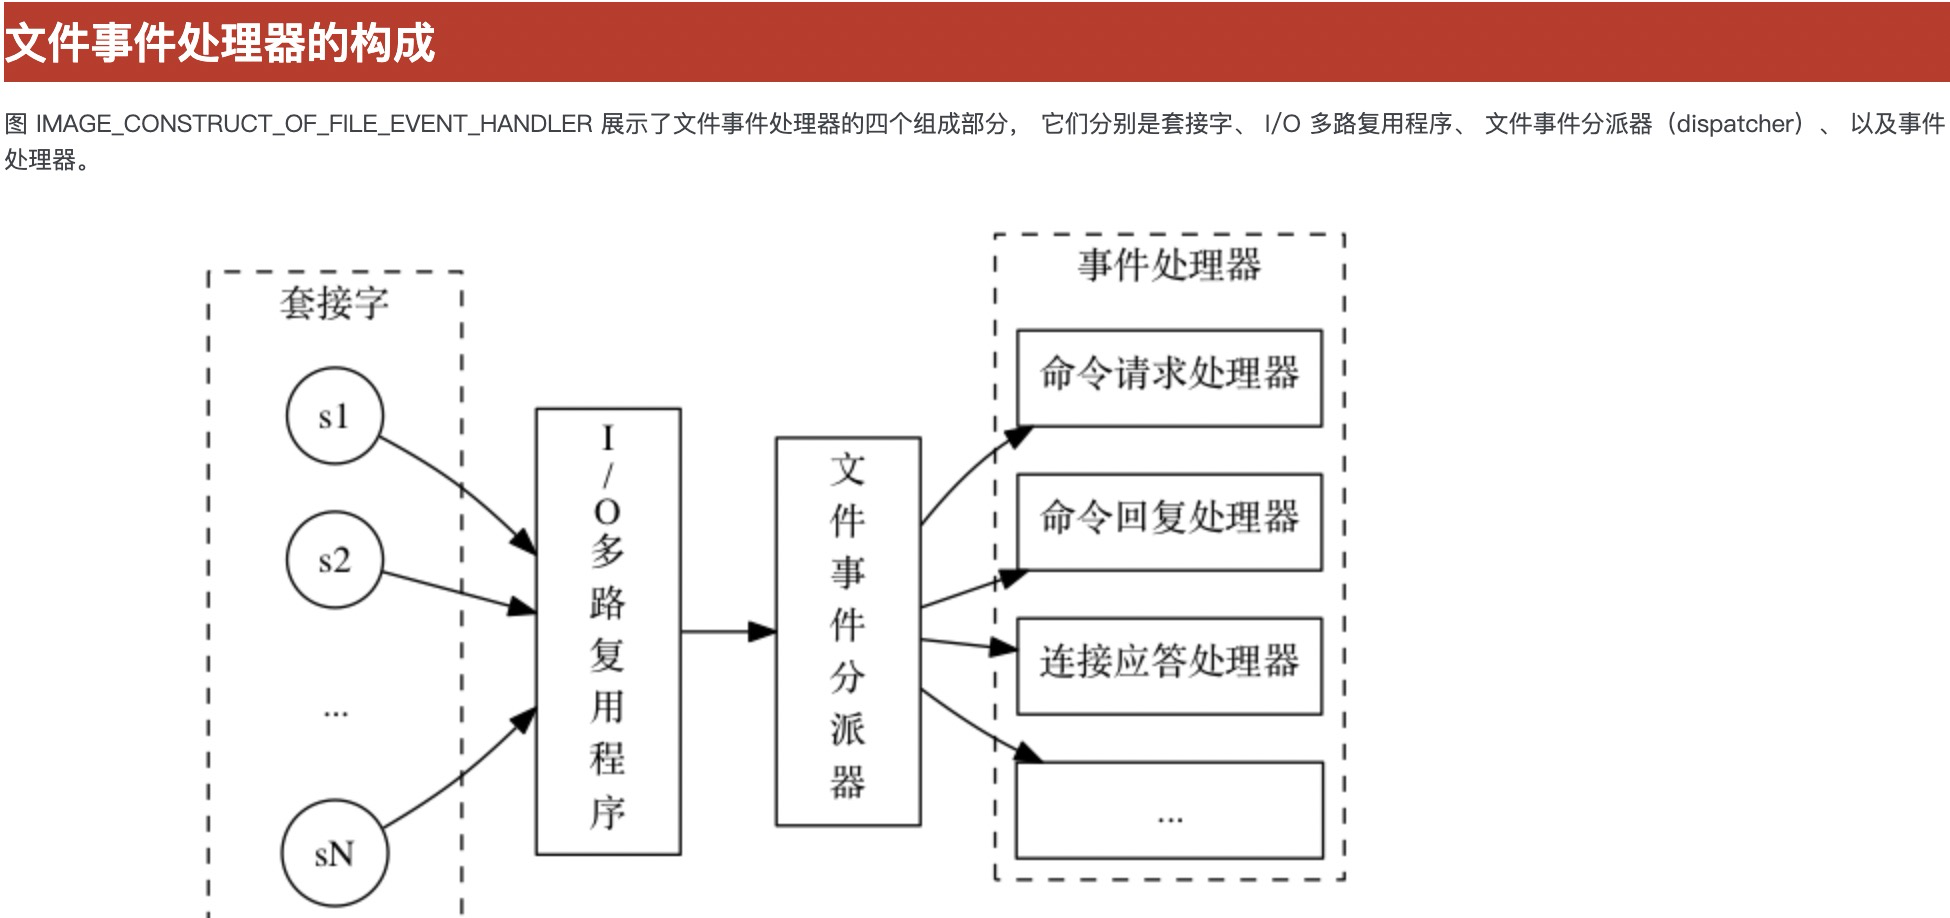 文件事件处理器的构成
图 IMAGE_CONSTRUCT_OF_FILE_EVENT_HANDLER 展示了文件事件处理器的四个组成部分， 它们分别是套接字、 I/O 多路复用程序、 文件事件分派器（dispatcher）、 以及事件
处理器。
套接字
s1
s2
...
sN
I/O多路复用程序
文件事件分派器
事件处理器
命令请求处理器
命令回复处理器
连接应答处理器
...